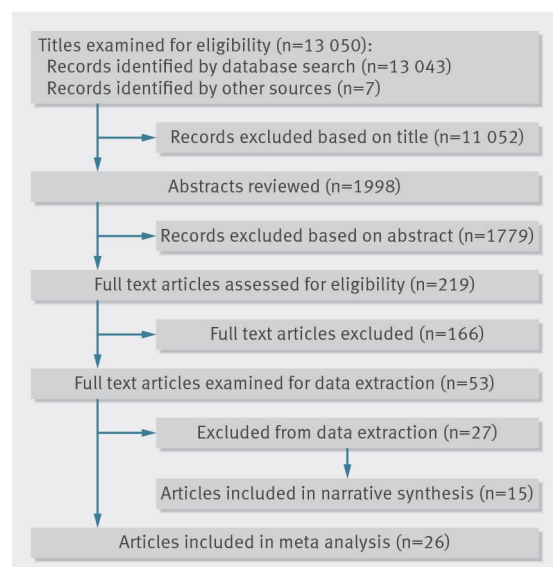 Titles examined for eligibility (n=13 050):
Records identified by database search (n=13 043)
Records identified by other sources (n=7)
Records excluded based on title (n=11 052)
Abstracts reviewed (n=1998)
Records excluded based on abstract (n=1779)
Full text articles assessed for eligibility (n=219)
Full text articles excluded (n=166)
Full text articles examined for data extraction (n=53)
Excluded from data extraction (n=27)
Articles included in narrative synthesis (n=15)
Articles included in meta analysis (n=26)